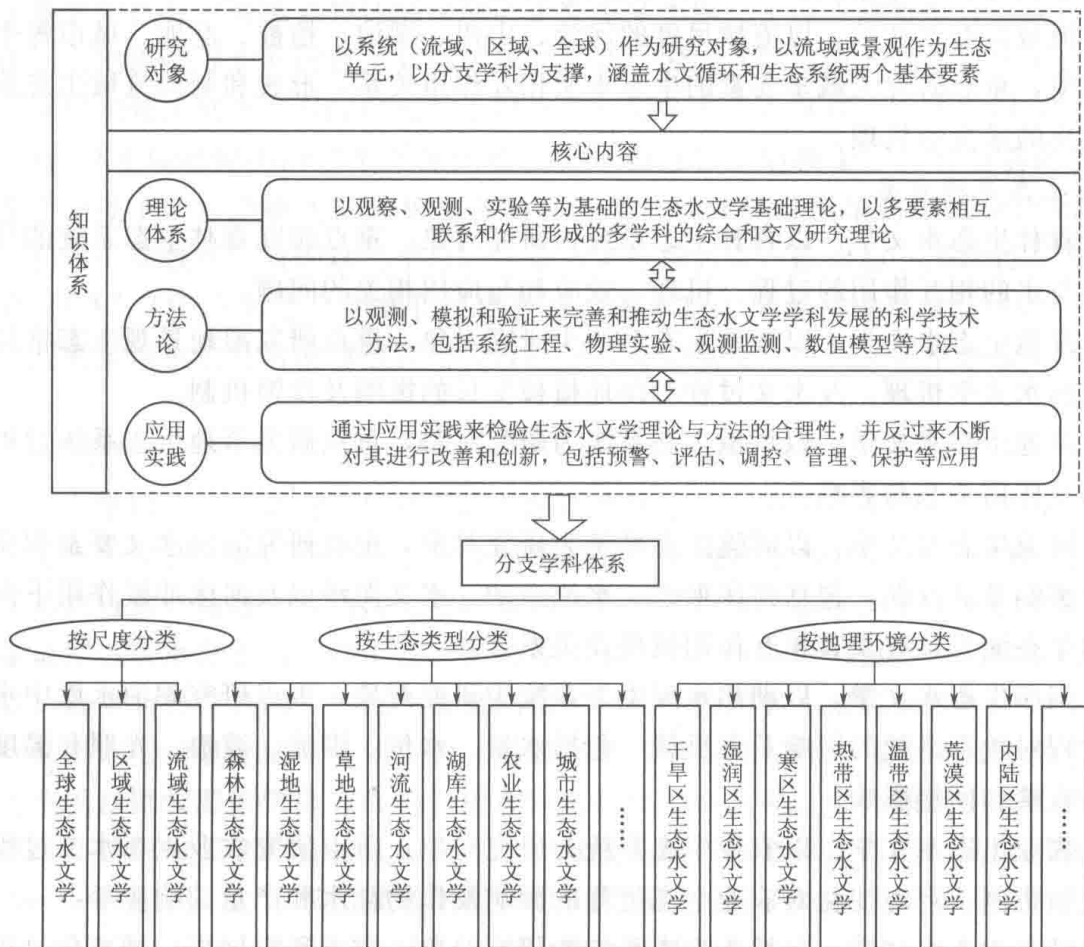 研究
对象
以系统（流域、区域、全球）作为研究对象，以流域或景观作为生态
单元，以分支学科为支撑，涵盖水文循环和生态系统两个基本要素
核心内容
知识体系
理论
体系
以观察、观测、实验等为基础的生态水文学基础理论，以多要素相互
联系和作用形成的多学科的综合和交叉研究理论
方法
论
以观测、模拟和验证来完善和推动生态水文学学科发展的科学技术
方法，包括系统工程、物理实验、观测监测、数值模型等方法
应用
实践
通过应用实践来检验生态水文学理论与方法的合理性，并反过来不断
对其进行改善和创新，包括预警、评估、调控、管理、保护等应用
分支学科体系
按尺度分类
按生态类型分类
按地理环境分类
全球生态水文学
区域生态水文学
流域生态水文学
森林生态水文学
湿地生态水文学
草地生态水文学
河流生态水文学
湖库生态水文学
农业生态水文学
城市生态水文学
……
干旱区生态水文学
湿润区生态水文学
寒区生态水文学
热带区生态水文学
温带区生态水文学
荒漠区生态水文学
内陆区生态水文学
……